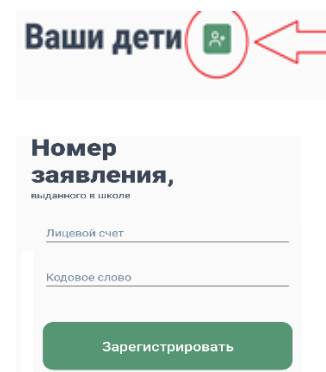 Ваши дети
Номер
заявления,
выданного в школе
Лицевой счет
Кодовое слово
Зарегистрировать